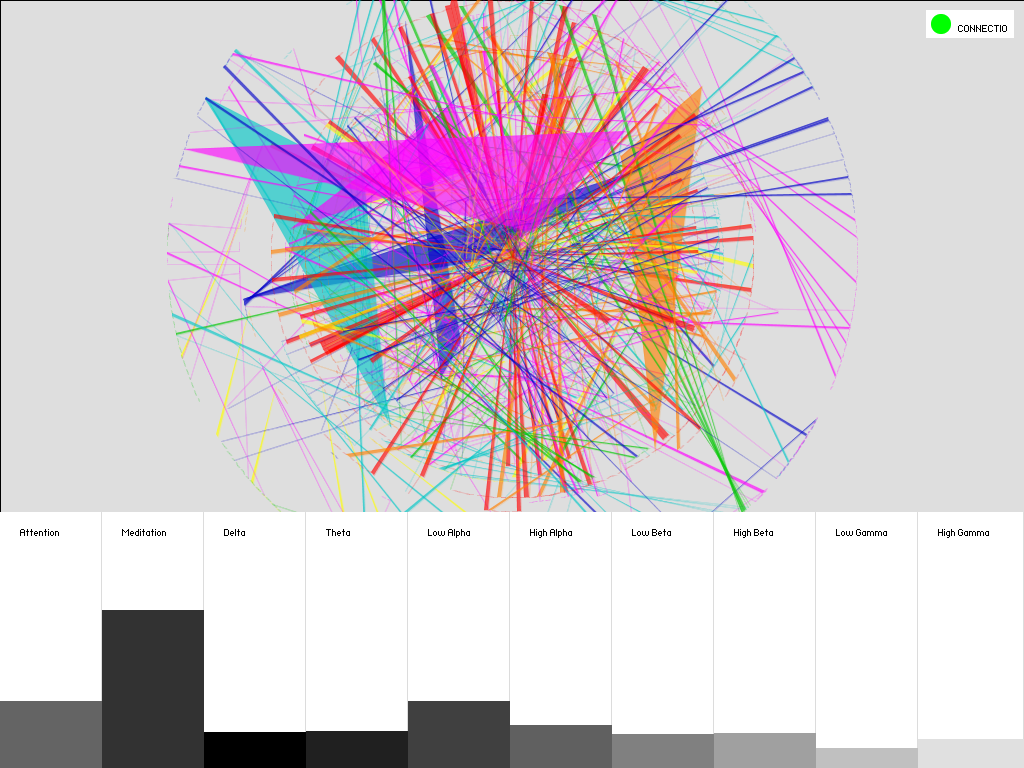 CONNECTIO
Attention
Meditation
Delta
Theta
Low Alpha
High Alpha
Low Beta
High Beta
Low Gamma
High Gamma